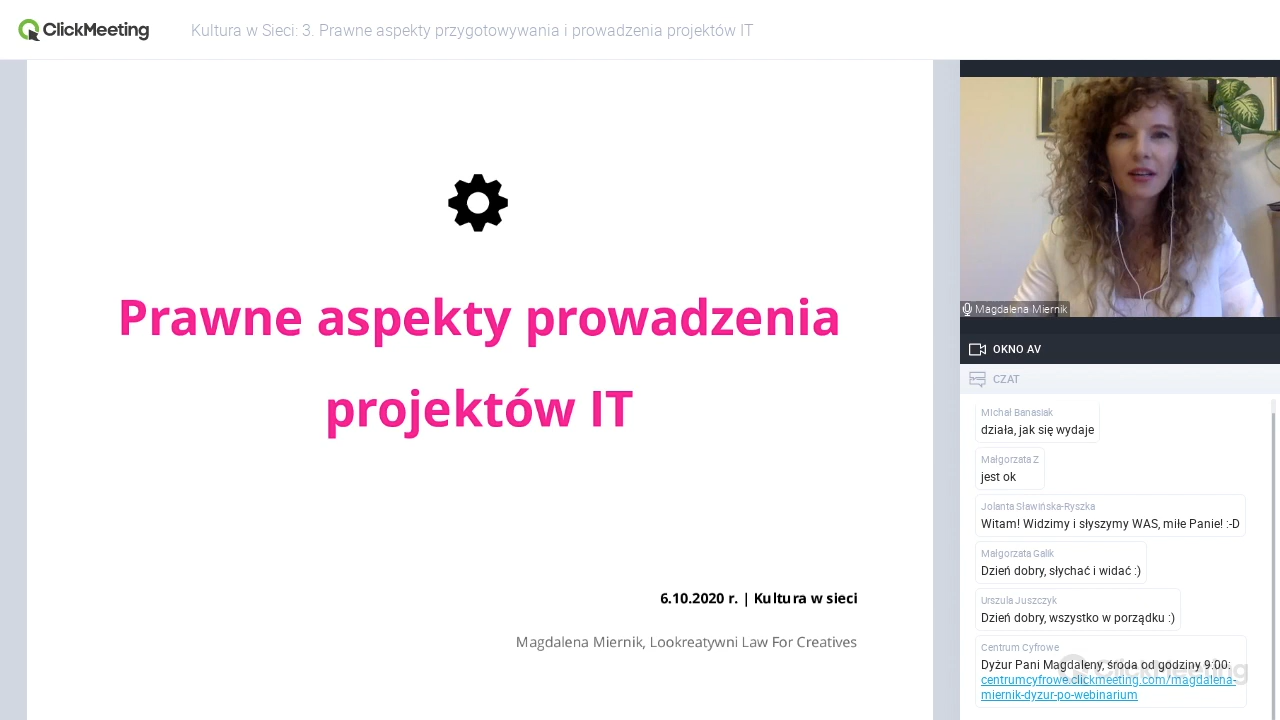 ClickMeeting
Kultura w Sieci: 3. Prawne aspekty przygotowywania i prowadzenia projektów IT
Prawne aspekty prowadzenia
projektów IT
6.10.2020 r. | Kultura w sieci
Magdalena Miernik, Lookreatywni Law For Creatives
Magdalena Miernik
OKNO AV
CZAT
Michał Banasiak
działa, jak się wydaje
Małgorzata Z
jest ok
Jolanta Sławińska-Ryszka
Witam! Widzimy i słyszymy WAS, miłe Panie! :-D
Małgorzata Galik
Dzień dobry, słychać i widać :)
Urszula Juszczyk
Dzień dobry, wszystko w porządku :)
Centrum Cyfrowe
Dyżur Pani Magdaleny, środa od godziny 9:00:
centrumcyfrowe.clickmeeting.com/magdalena-
miernik-dyzur-po-webinarium
ClickMeeting